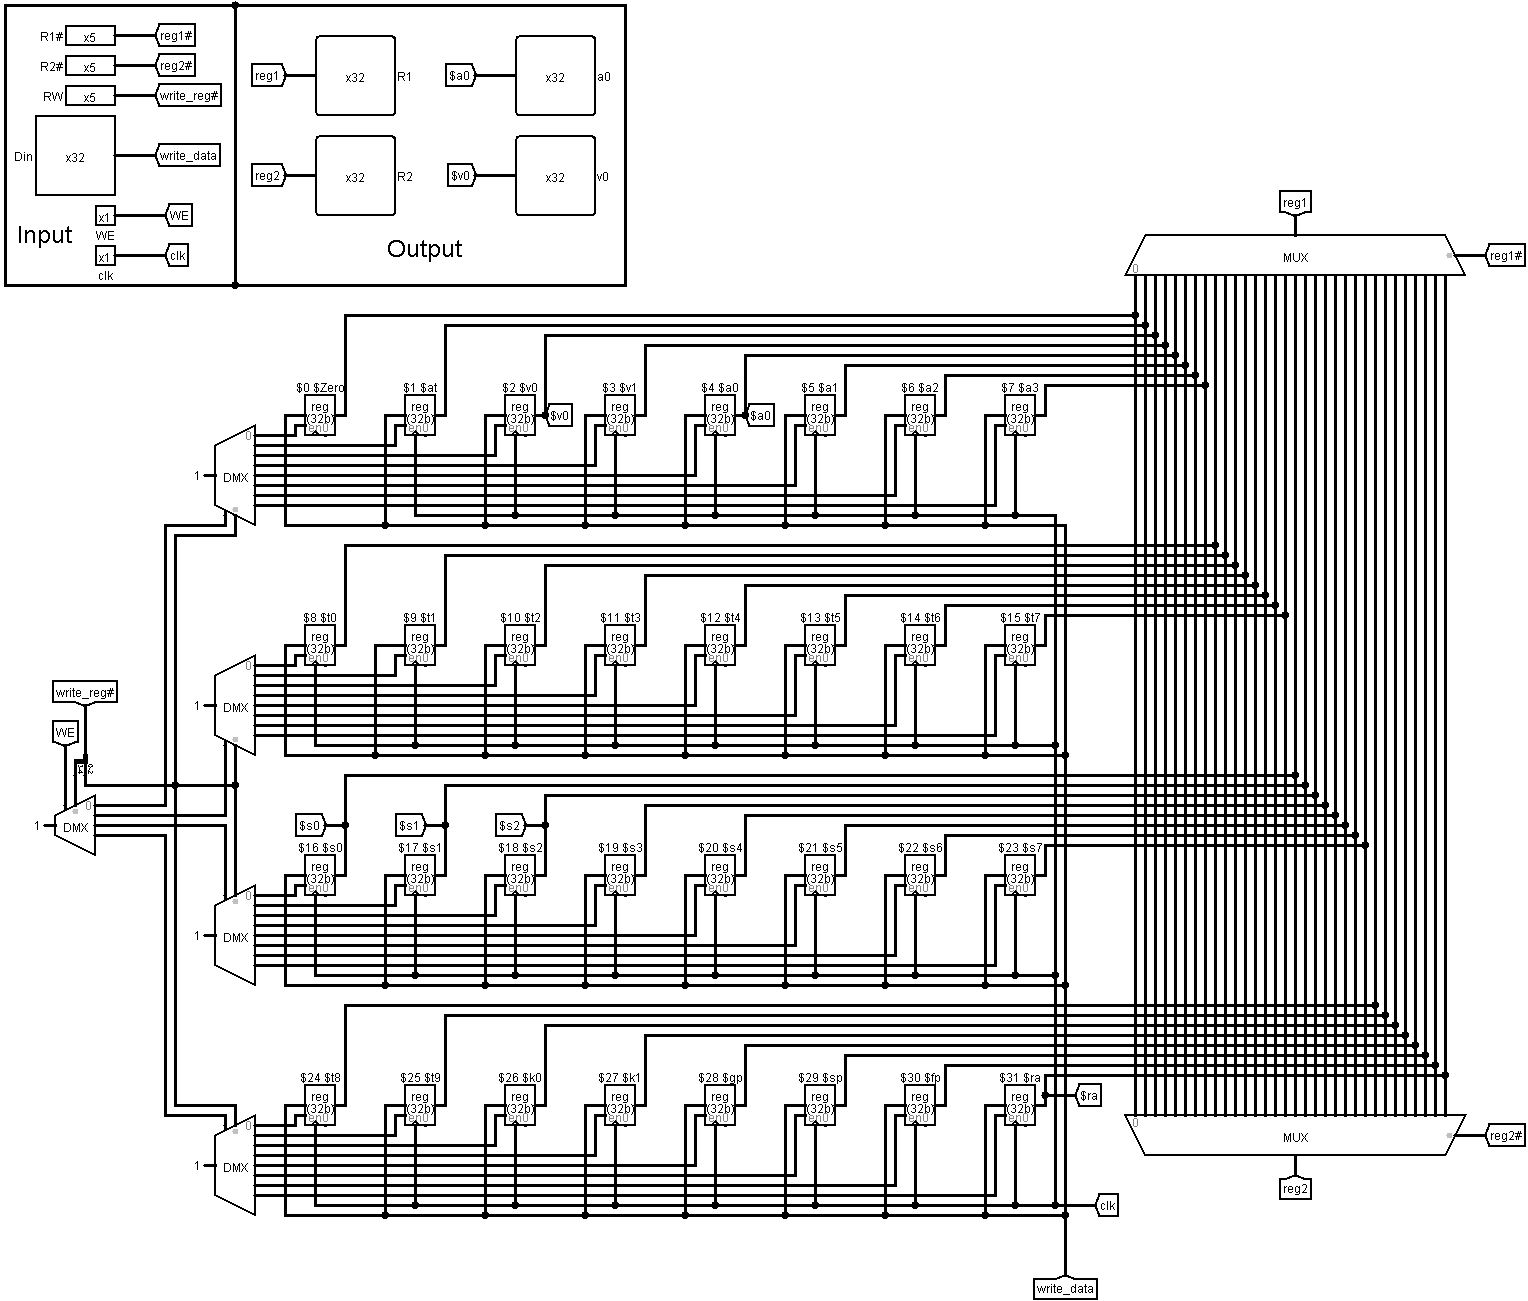 R1# x5 reg1#
R2# x5 reg2#
RW x5 write_reg#
Din x32 write_data
x1 WE
WE
x1 clk
clk
Input
reg1 x32 R1 $a0 x32 a0
reg2 x32 R2 $v0 x32 v0
Output
reg1
MUX reg1#
0
$0 $Zero $1 $at $2 $v0 $3 $v1 $4 $a0 $5 $a1 $6 $a2 $7 $a3
reg reg reg reg reg reg reg reg
(32b) (32b) (32b) $v0 (32b) (32b) $a0 (32b) (32b) (32b)
en0 en0 en0 en0 en0 en0 en0 en0
0
1 DMX
$8 $t0 $9 $t1 $10 $t2 $11 $t3 $12 $t4 $13 $t5 $14 $t6 $15 $t7
reg reg reg reg reg reg reg reg
(32b) (32b) (32b) (32b) (32b) (32b) (32b) (32b)
en0 en0 en0 en0 en0 en0 en0 en0
0
1 DMX
write_reg#
WE
0
1 DMX
$s0 $s1 $s2
$16 $s0 $17 $s1 $18 $s2 $19 $s3 $20 $s4 $21 $s5 $22 $s6 $23 $s7
reg reg reg reg reg reg reg reg
(32b) (32b) (32b) (32b) (32b) (32b) (32b) (32b)
en0 en0 en0 en0 en0 en0 en0 en0
0
1 DMX
$24 $t8 $25 $t9 $26 $k0 $27 $k1 $28 $gp $29 $sp $30 $fp $31 $ra
reg reg reg reg reg reg reg reg $ra
(32b) (32b) (32b) (32b) (32b) (32b) (32b) (32b)
en0 en0 en0 en0 en0 en0 en0 en0
0
1 DMX
0
MUX reg2#
reg2
clk
write_data